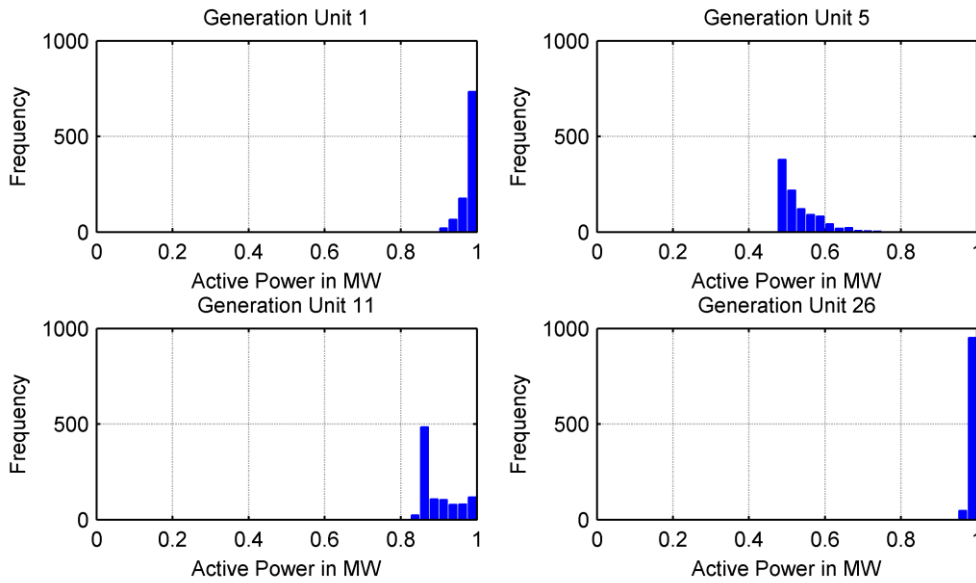 Generation Unit 1
1000
500
0
Frequency
0 0.2 0.4 0.6 0.8 1
Active Power in MW
Generation Unit 5
1000
500
0
Frequency
0 0.2 0.4 0.6 0.8 1
Active Power in MW
Generation Unit 11
1000
500
0
Frequency
0 0.2 0.4 0.6 0.8 1
Active Power in MW
Generation Unit 26
1000
500
0
Frequency
0 0.2 0.4 0.6 0.8 1
Active Power in MW